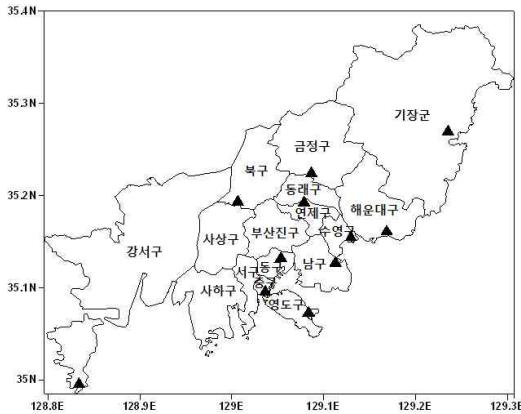 35.4N
35.3N
35.2N
35.1N
35N
기장군
금정구
북구
동래구
연제구
해운대구
수영구
부산진구
사상구
강서구
남구
동구
서구
사하구
영도구
128.8E
128.9E
129E
129.1E
129.2E
129.3E